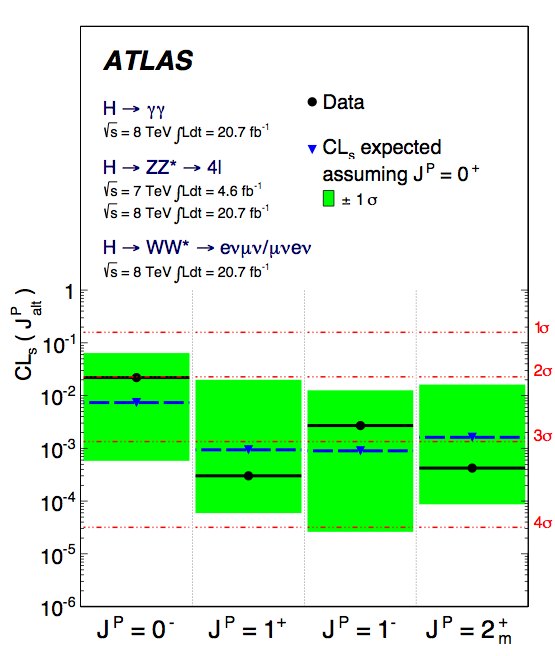 ATLAS
H → γγ
√s = 8 TeV ∫Ldt = 20.7 fb⁻¹
H → ZZ* → 4l
√s = 7 TeV ∫Ldt = 4.6 fb⁻¹
√s = 8 TeV ∫Ldt = 20.7 fb⁻¹
H → WW* → eνμν/μνeν
√s = 8 TeV ∫Ldt = 20.7 fb⁻¹
Data
CLₛ expected
assuming J^P = 0⁺
± 1 σ
CLₛ ( J^P_alt )
1
10⁻¹
10⁻²
10⁻³
10⁻⁴
10⁻⁵
10⁻⁶
1σ
2σ
3σ
4σ
J^P = 0⁻
J^P = 1⁺
J^P = 1⁻
J^P = 2⁺_m